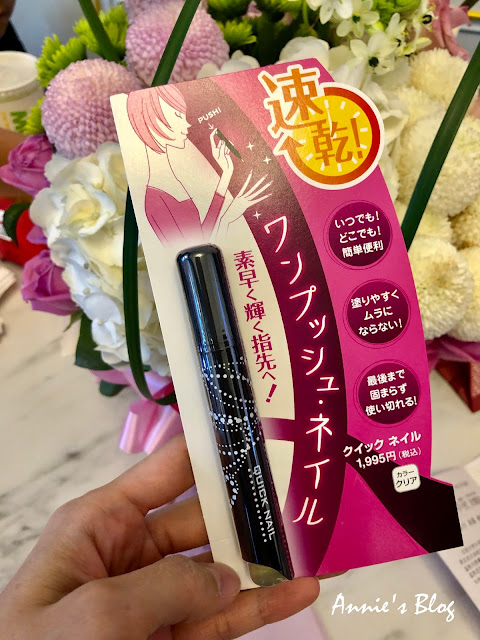 PUSH!
速
乾!
いつでも!
どこでも!
簡単便利
塗りやすく
ムラに
ならない!
最後まで
固まらず
使い切れる!
ワンプッシュ・ネイル
素早く輝く指先へ!
クイック ネイル
1,995円(税込)
カラー
クリア
QUICK NAIL
Annie's Blog